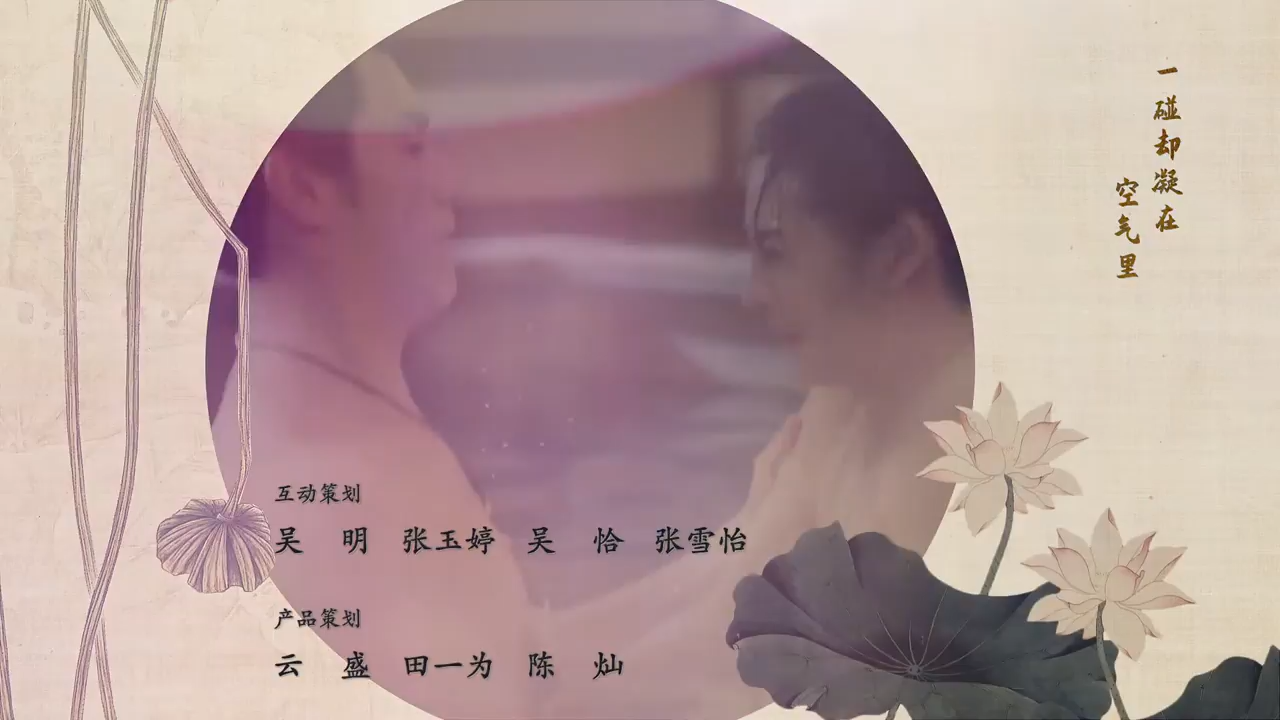 一碰却凝在
空气里
互动策划
吴明 张玉婷 吴恰 张雪怡
产品策划
云盛 田一为 陈灿